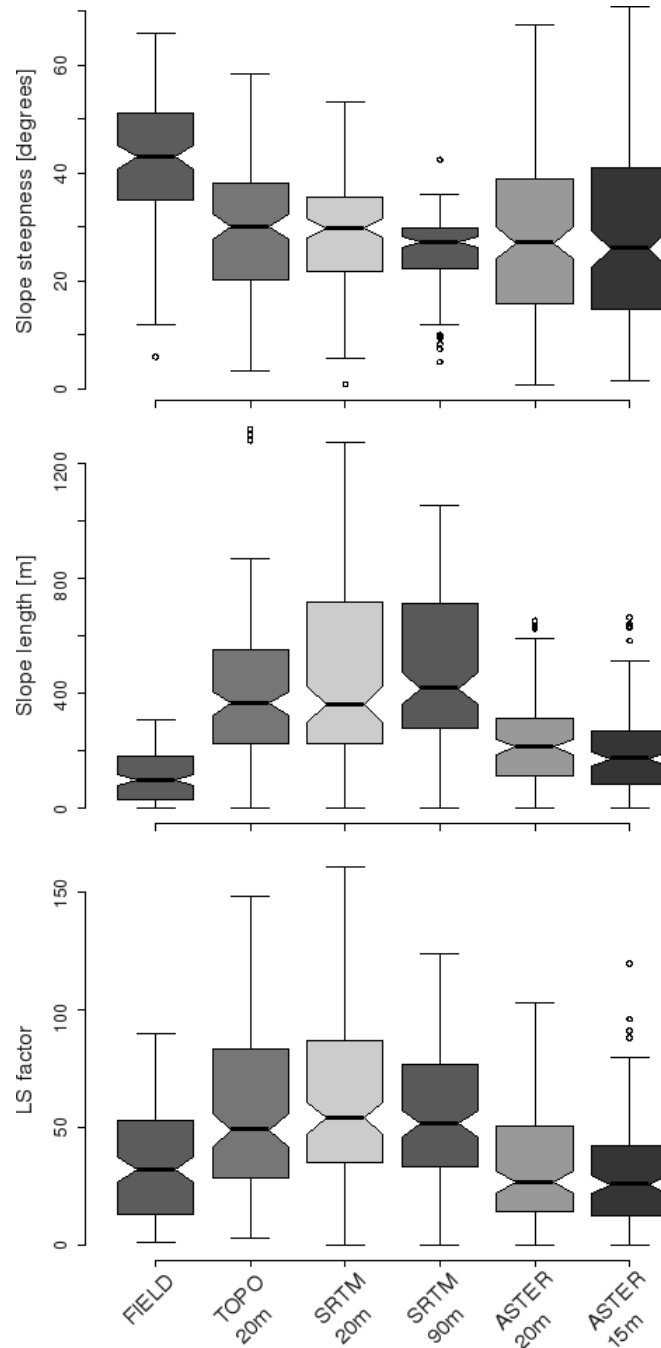 Slope steepness [degrees]
60
40
20
0
Slope length [m]
1200
800
400
0
LS factor
150
100
50
0
FIELD
TOPO
20m
SRTM
20m
SRTM
90m
ASTER
20m
ASTER
15m